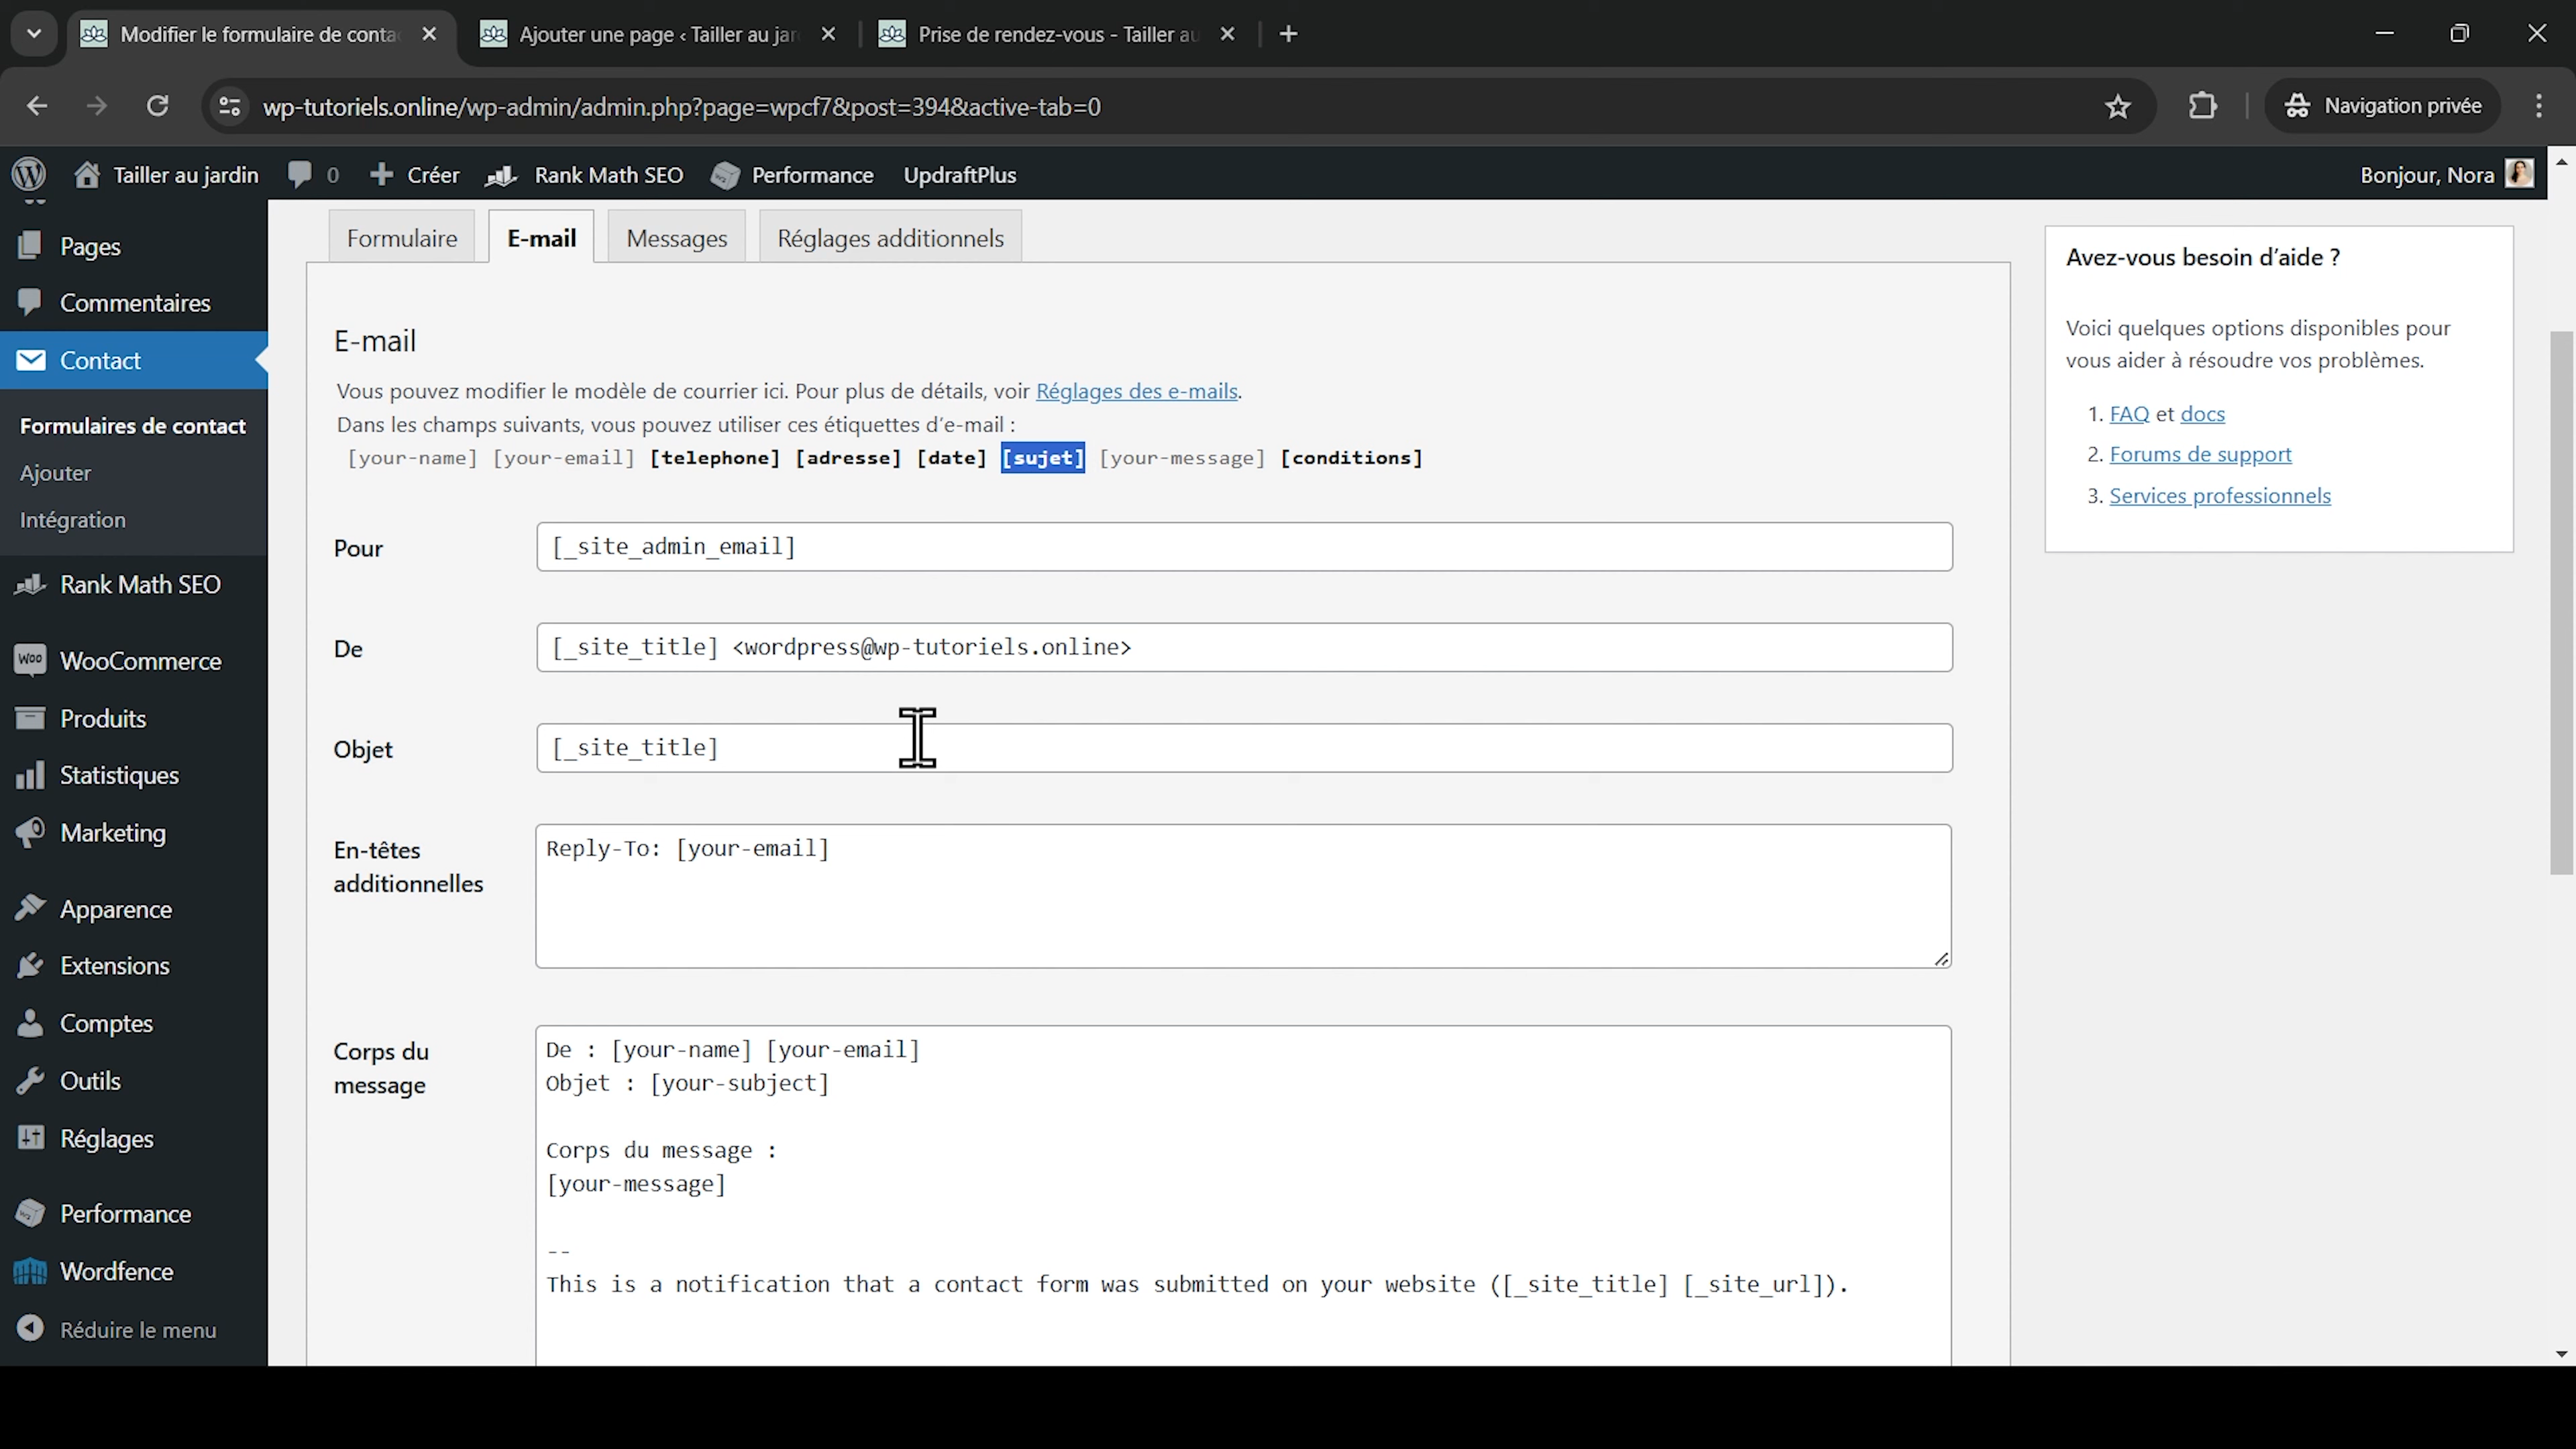 Modifier le formulaire de conta
Ajouter une page ‹ Tailler au jar
Prise de rendez-vous - Tailler au
wp-tutoriels.online/wp-admin/admin.php?page=wpcf7&post=394&active-tab=0
Navigation privée
Tailler au jardin
0
Créer
Rank Math SEO
Performance
UpdraftPlus
Bonjour, Nora
Pages
Commentaires
Contact
Formulaires de contact
Ajouter
Intégration
Rank Math SEO
Woo WooCommerce
Produits
Statistiques
Marketing
Apparence
Extensions
Comptes
Outils
Réglages
Performance
Wordfence
Réduire le menu
Formulaire
E-mail
Messages
Réglages additionnels
E-mail
Vous pouvez modifier le modèle de courrier ici. Pour plus de détails, voir Réglages des e-mails.
Dans les champs suivants, vous pouvez utiliser ces étiquettes d’e-mail :
[your-name] [your-email] [telephone] [adresse] [date] [sujet] [your-message] [conditions]
Pour
[_site_admin_email]
De
[_site_title] <wordpress@wp-tutoriels.online>
Objet
[_site_title]
En-têtes
additionnelles
Reply-To: [your-email]
Corps du
message
De : [your-name] [your-email]
Objet : [your-subject]
Corps du message :
[your-message]
--
This is a notification that a contact form was submitted on your website ([_site_title] [_site_url]).
Avez-vous besoin d’aide ?
Voici quelques options disponibles pour
vous aider à résoudre vos problèmes.
1. FAQ et docs
2. Forums de support
3. Services professionnels